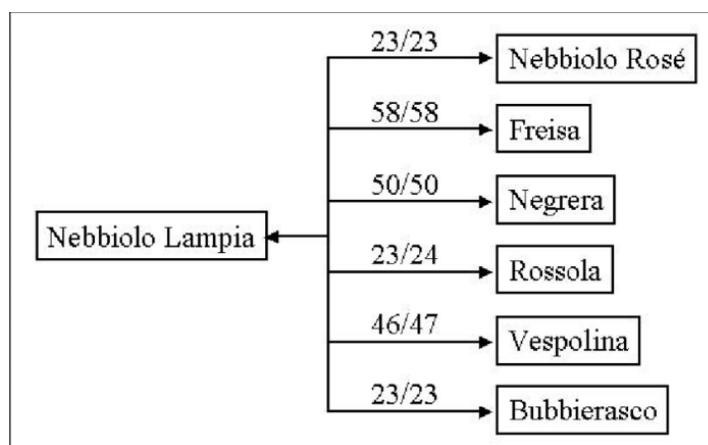 23/23
Nebbiolo Rosé
58/58
Freisa
50/50
Negrera
Nebbiolo Lampia
23/24
Rossola
46/47
Vespolina
23/23
Bubbierasco